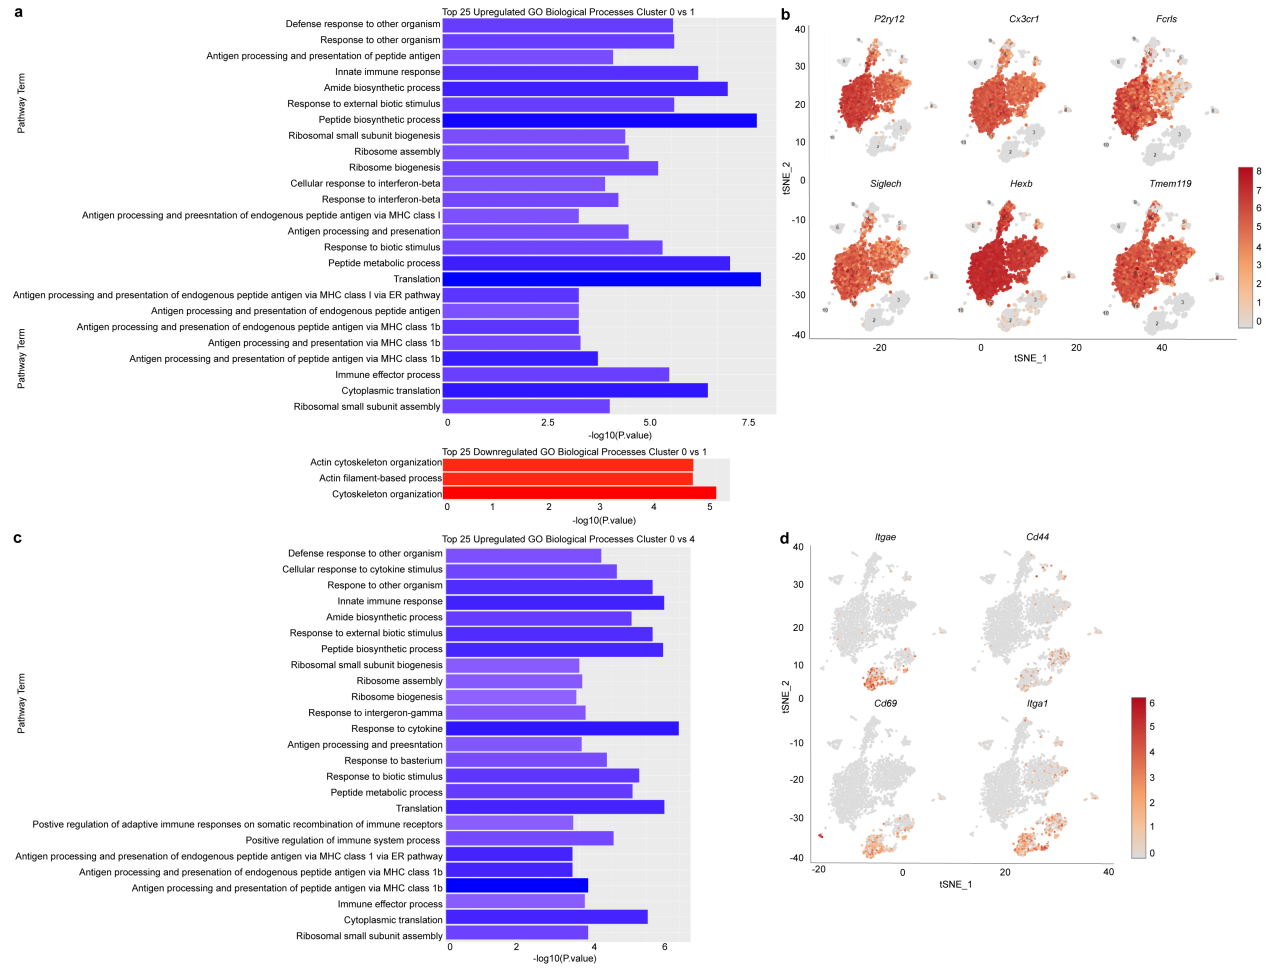 a
Top 25 Upregulated GO Biological Processes Cluster 0 vs 1
Pathway Term
Defense response to other organism
Response to other organism
Antigen processing and presentation of peptide antigen
Innate immune response
Amide biosynthetic process
Response to external biotic stimulus
Peptide biosynthetic process
Ribosomal small subunit biogenesis
Ribosome assembly
Ribosome biogenesis
Cellular response to interferon-beta
Response to interferon-beta
Antigen processing and preesntation of endogenous peptide antigen via MHC class I
Antigen processing and presenation
Response to biotic stimulus
Peptide metabolic process
Translation
Antigen processing and presentation of endogenous peptide antigen via MHC class I via ER pathway
Antigen processing and presentation of endogenous peptide antigen
Antigen processing and presenation of endogenous peptide antigen via MHC class 1b
Antigen processing and presentation via MHC class 1b
Antigen processing and presentation of peptide antigen via MHC class 1b
Immune effector process
Cytoplasmic translation
Ribosomal small subunit assembly
Pathway Term
0 2.5 5.0 7.5
-log10(P.value)
Top 25 Downregulated GO Biological Processes Cluster 0 vs 1
Actin cytoskeleton organization
Actin filament-based process
Cytoskeleton organization
0 1 2 3 4 5
-log10(P.value)
b
P2ry12 Cx3cr1 Fcrls
Siglech Hexb Tmem119
40
30
20
10
0
-10
-20
-30
-40
tSNE_2
-20 0 20 40
tSNE_1
8
7
6
5
4
3
2
1
0
c
Top 25 Upregulated GO Biological Processes Cluster 0 vs 4
Pathway Term
Defense response to other organism
Cellular response to cytokine stimulus
Respone to other organism
Innate immune response
Amide biosynthetic process
Response to external biotic stimulus
Peptide biosynthetic process
Ribosomal small subunit biogenesis
Ribosome assembly
Ribosome biogenesis
Response to intergeron-gamma
Response to cytokine
Antigen processing and preesntation
Response to basterium
Response to biotic stimulus
Peptide metabolic process
Translation
Postive regulation of adaptive immune responses on somatic recombination of immune receptors
Positive regulation of immune system process
Antigen processing and presenation of endogenous peptide antigen via MHC class 1 via ER pathway
Antigen processing and presenation of endogenous peptide antigen via MHC class 1b
Antigen processing and presentation of peptide antigen via MHC class 1b
Immune effector process
Cytoplasmic translation
Ribosomal small subunit assembly
0 2 4 6
-log10(P.value)
d
Itgae Cd44
Cd69 Itga1
40
30
20
10
0
-10
-20
-30
-40
tSNE_2
-20 0 20 40
tSNE_1
6
5
4
3
2
1
0